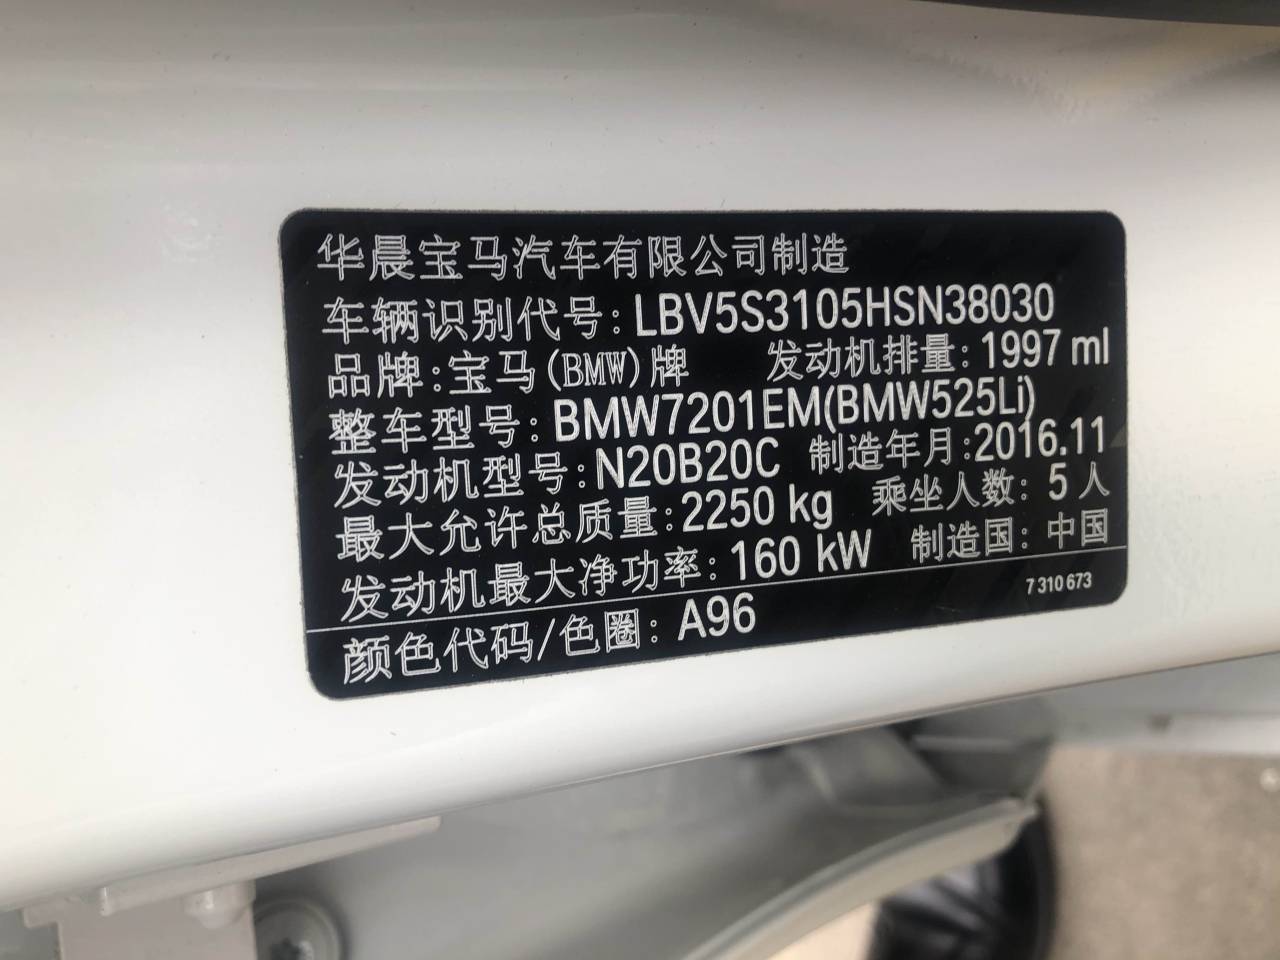 华晨宝马汽车有限公司制造
车辆识别代号:LBV5S3105HSN38030
品牌:宝马(BMW)牌 发动机排量:1997 ml
整车型号:BMW7201EM(BMW525Li)
发动机型号:N20B20C 制造年月:2016.11
最大允许总质量:2250 kg 乘坐人数:5人
发动机最大净功率:160 kW 制造国:中国
7 310 673
颜色代码/色圈:A96